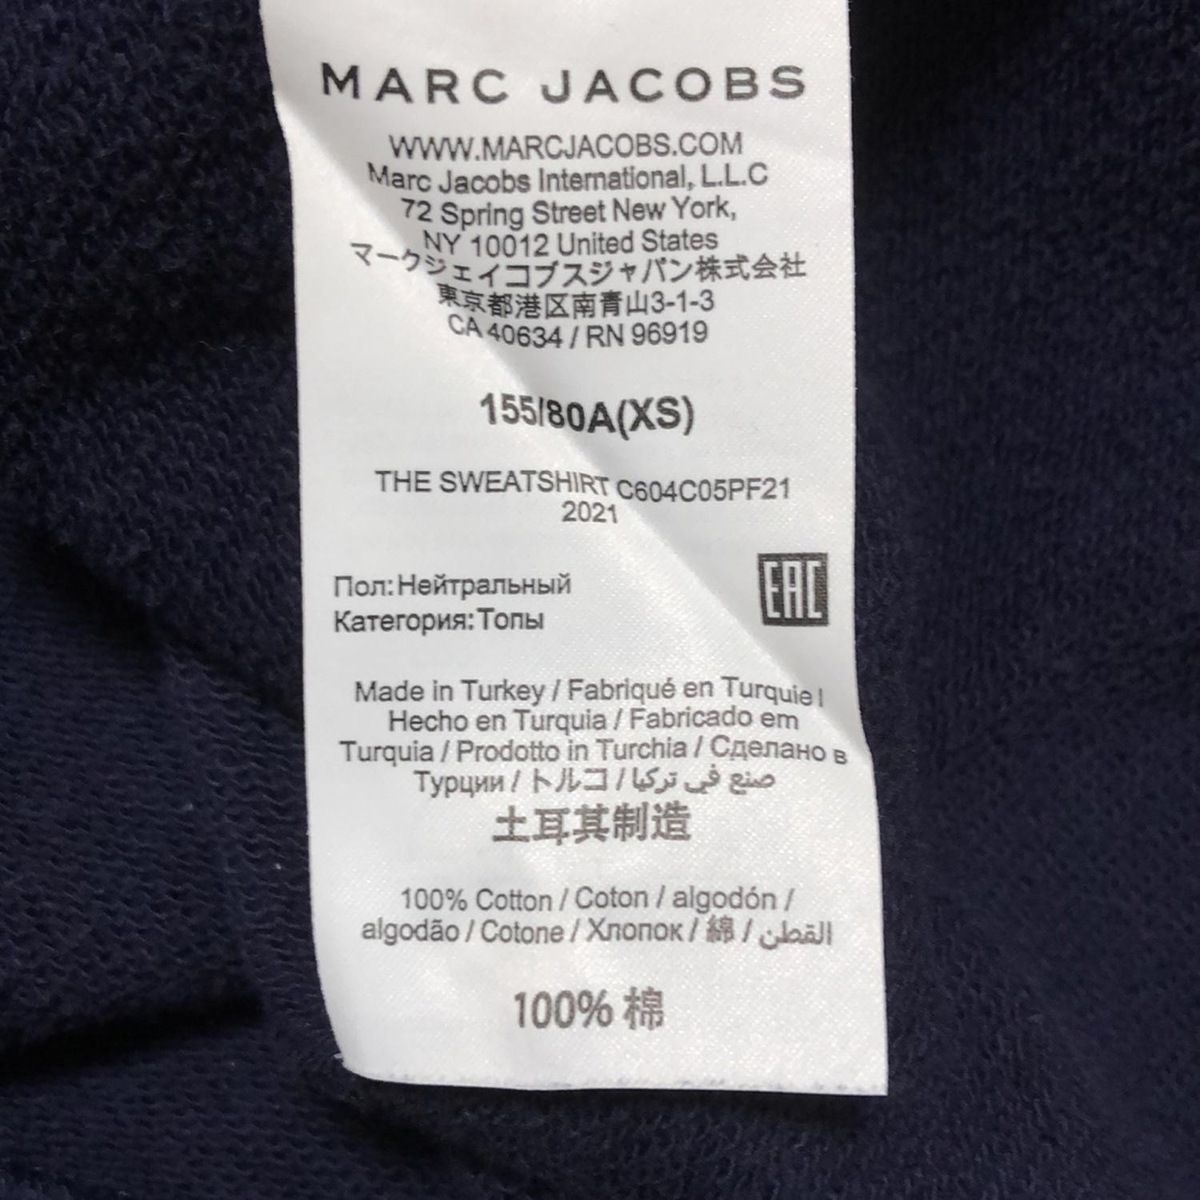 MARC JACOBS
WWW.MARCJACOBS.COM
Marc Jacobs International, L.L.C
72 Spring Street New York,
NY 10012 United States
マークジェイコブスジャパン株式会社
東京都港区南青山3-1-3
CA 40634 / RN 96919
155/80A(XS)
THE SWEATSHIRT C604C05PF21
2021
Пол:Нейтральный
Категория:Топы
EAC
Made in Turkey / Fabriqué en Turquie /
Hecho en Turquia / Fabricado em
Turquia / Prodotto in Turchia / Сделано в
Турции / トルコ / صنع في تركيا
土耳其制造
100% Cotton / Coton / algodón /
algodão / Cotone / Хлопок / 綿 / القطن
100% 棉